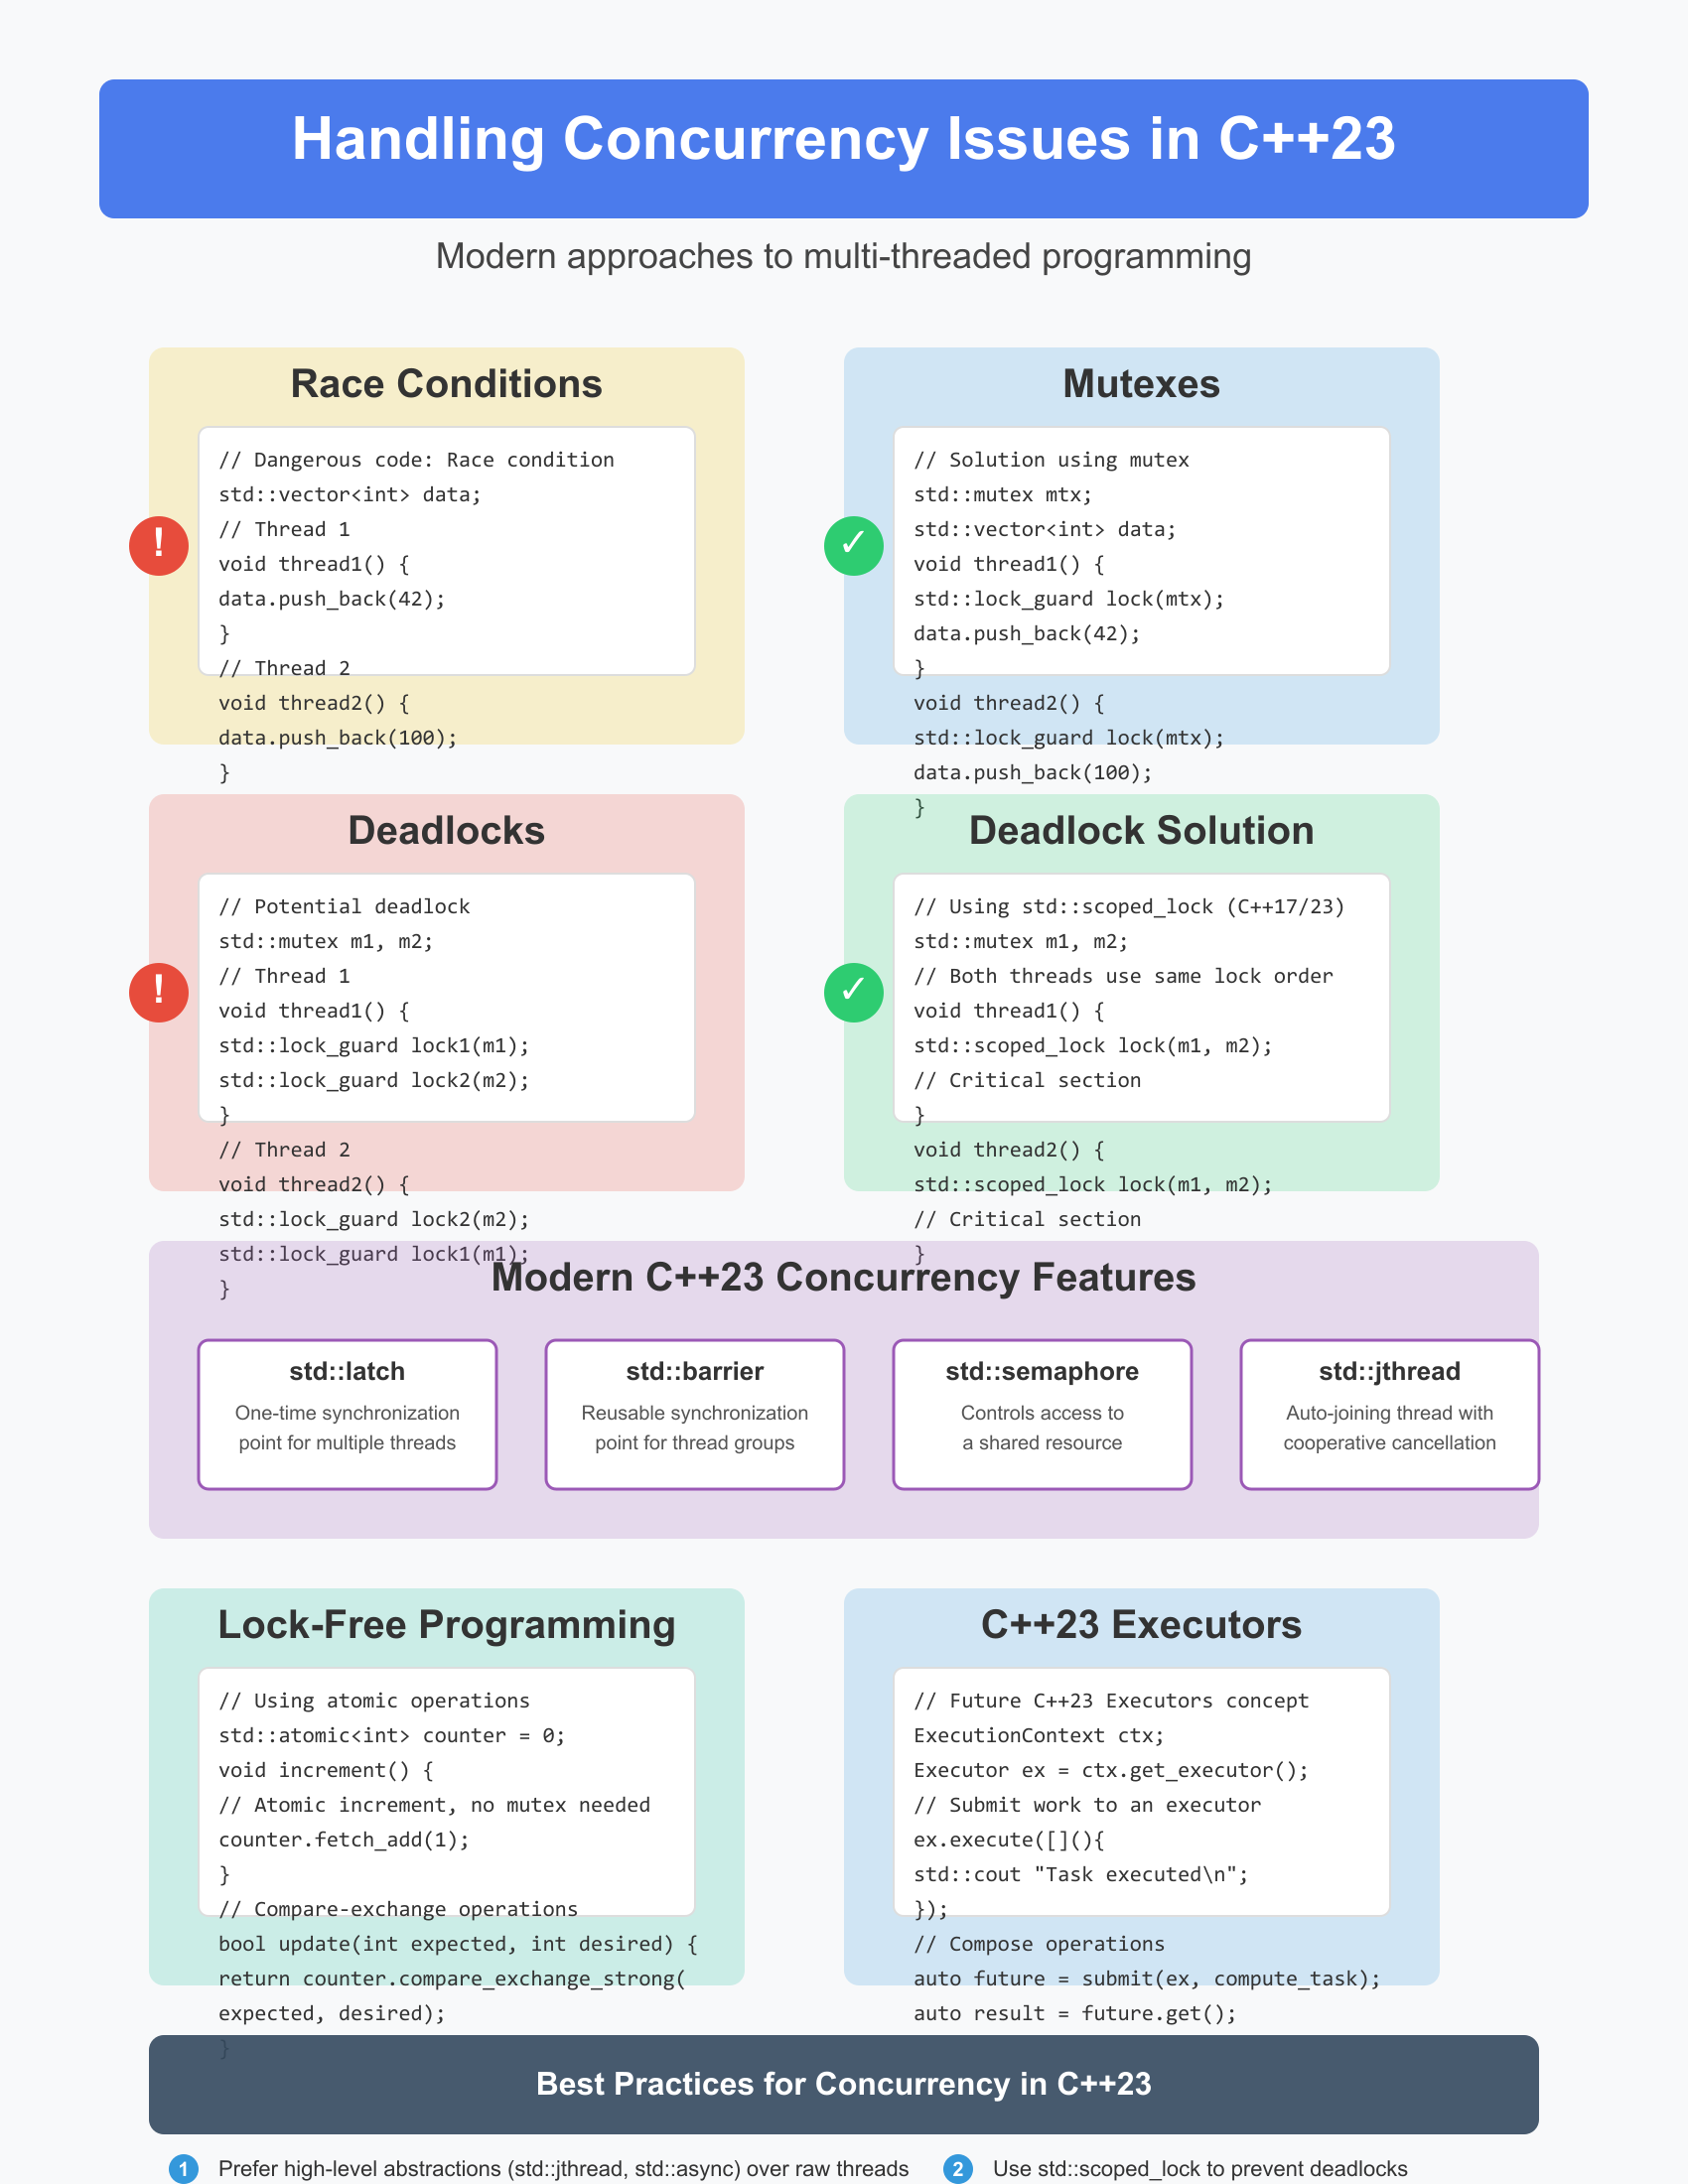 Handling Concurrency Issues in C++23
Modern approaches to multi-threaded programming
Race Conditions
// Dangerous code: Race condition
std::vector<int> data;
// Thread 1
void thread1() {
data.push_back(42);
}
// Thread 2
void thread2() {
data.push_back(100);
}
!
Mutexes
// Solution using mutex
std::mutex mtx;
std::vector<int> data;
void thread1() {
std::lock_guard lock(mtx);
data.push_back(42);
}
void thread2() {
std::lock_guard lock(mtx);
data.push_back(100);
}
✓
Deadlocks
// Potential deadlock
std::mutex m1, m2;
// Thread 1
void thread1() {
std::lock_guard lock1(m1);
std::lock_guard lock2(m2);
}
// Thread 2
void thread2() {
std::lock_guard lock2(m2);
std::lock_guard lock1(m1);
}
!
Deadlock Solution
// Using std::scoped_lock (C++17/23)
std::mutex m1, m2;
// Both threads use same lock order
void thread1() {
std::scoped_lock lock(m1, m2);
// Critical section
}
void thread2() {
std::scoped_lock lock(m1, m2);
// Critical section
}
✓
Modern C++23 Concurrency Features
std::latch
One-time synchronization
point for multiple threads
std::barrier
Reusable synchronization
point for thread groups
std::semaphore
Controls access to
a shared resource
std::jthread
Auto-joining thread with
cooperative cancellation
Lock-Free Programming
// Using atomic operations
std::atomic<int> counter = 0;
void increment() {
// Atomic increment, no mutex needed
counter.fetch_add(1);
}
// Compare-exchange operations
bool update(int expected, int desired) {
return counter.compare_exchange_strong(
expected, desired);
}
C++23 Executors
// Future C++23 Executors concept
ExecutionContext ctx;
Executor ex = ctx.get_executor();
// Submit work to an executor
ex.execute([](){
std::cout "Task executed\n";
});
// Compose operations
auto future = submit(ex, compute_task);
auto result = future.get();
Best Practices for Concurrency in C++23
1 Prefer high-level abstractions (std::jthread, std::async) over raw threads
2 Use std::scoped_lock to prevent deadlocks